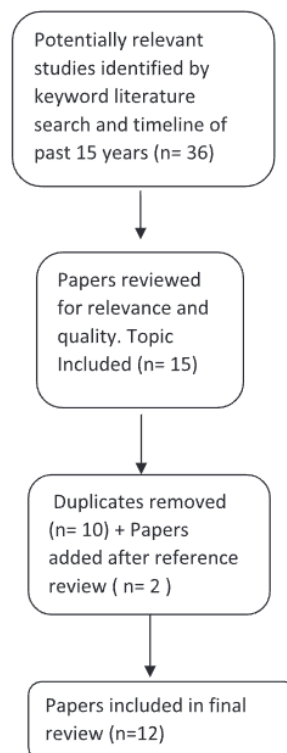 Potentially relevant
studies identified by
keyword literature
search and timeline of
past 15 years (n= 36)
Papers reviewed
for relevance and
quality. Topic
Included (n= 15)
Duplicates removed
(n= 10) + Papers
added after reference
review ( n= 2 )
Papers included in final
review (n=12)